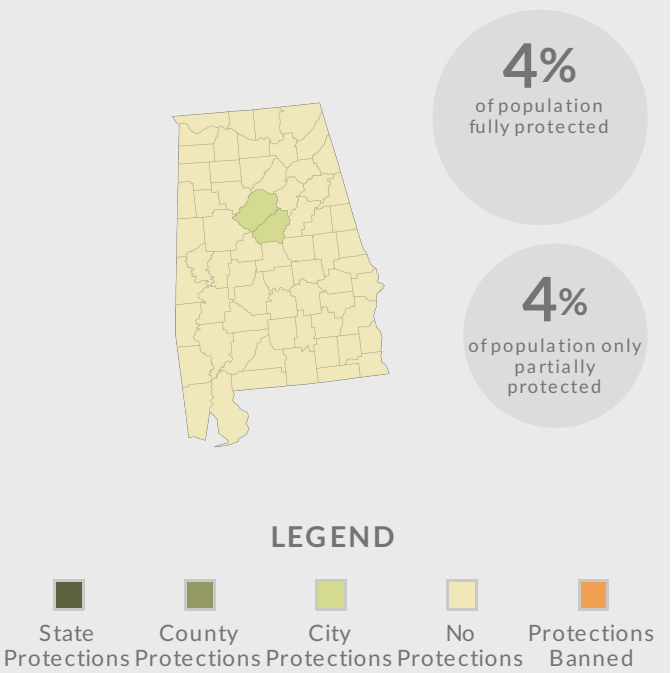 4%
of population
fully protected
4%
of population only
partially
protected
LEGEND
State
Protections
County
Protections
City
Protections
No
Protections
Protections
Banned